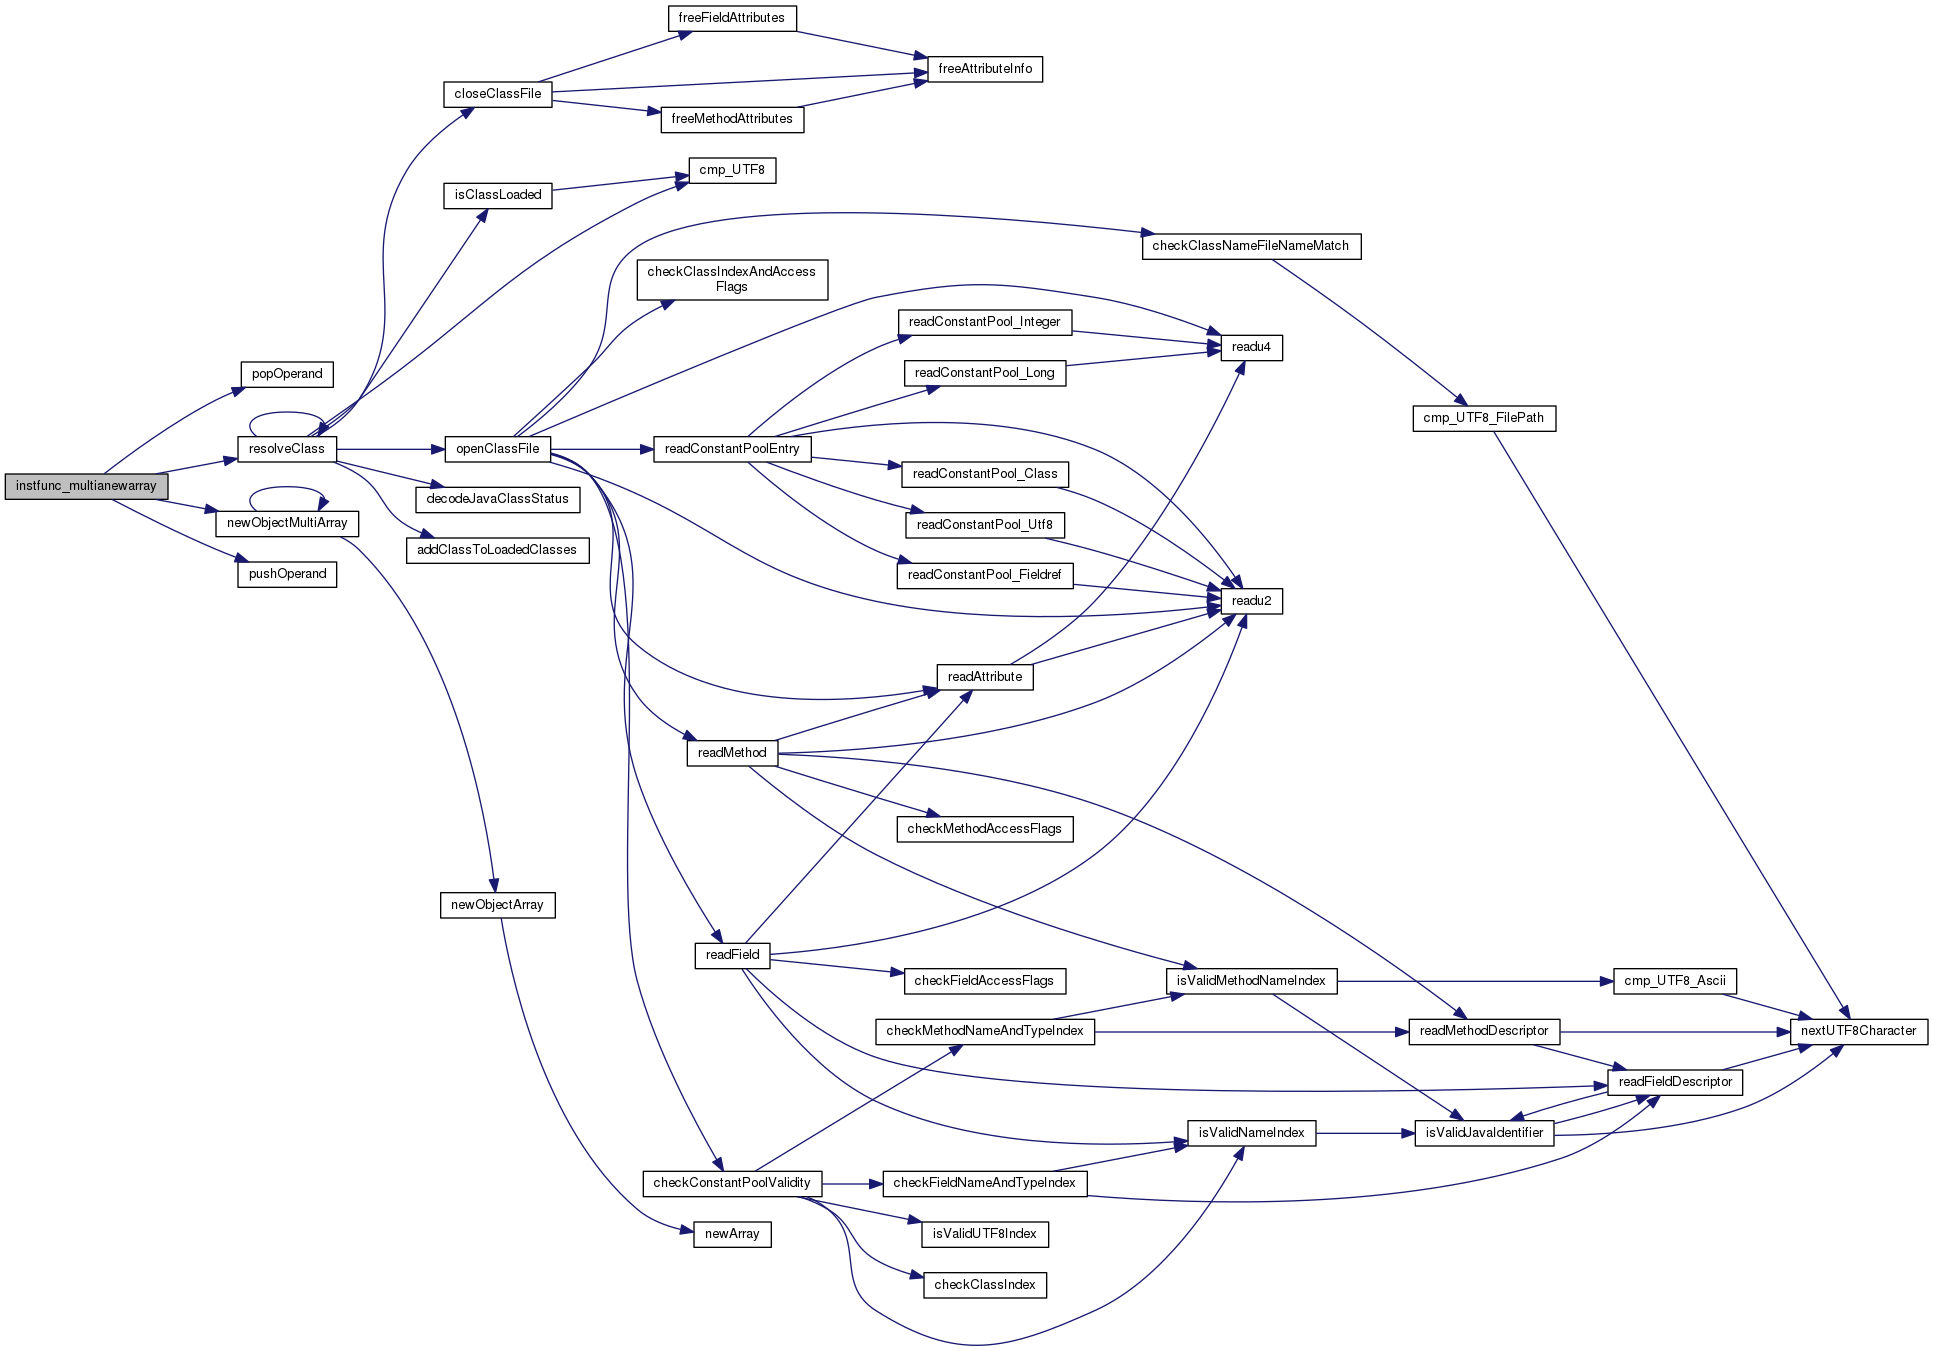 freeFieldAttributes
freeAttributeInfo
closeClassFile
freeMethodAttributes
cmp_UTF8
isClassLoaded
checkClassNameFileNameMatch
checkClassIndexAndAccess
Flags
readConstantPool_Integer
readu4
popOperand
readConstantPool_Long
cmp_UTF8_FilePath
resolveClass
openClassFile
readConstantPoolEntry
readConstantPool_Class
instfunc_multianewarray
decodeJavaClassStatus
newObjectMultiArray
readConstantPool_Utf8
addClassToLoadedClasses
pushOperand
readConstantPool_Fieldref
readu2
readAttribute
readMethod
checkMethodAccessFlags
newObjectArray
readField
checkFieldAccessFlags
isValidMethodNameIndex
cmp_UTF8_Ascii
checkMethodNameAndTypeIndex
readMethodDescriptor
nextUTF8Character
readFieldDescriptor
isValidNameIndex
isValidJavaIdentifier
checkConstantPoolValidity
checkFieldNameAndTypeIndex
newArray
isValidUTF8Index
checkClassIndex